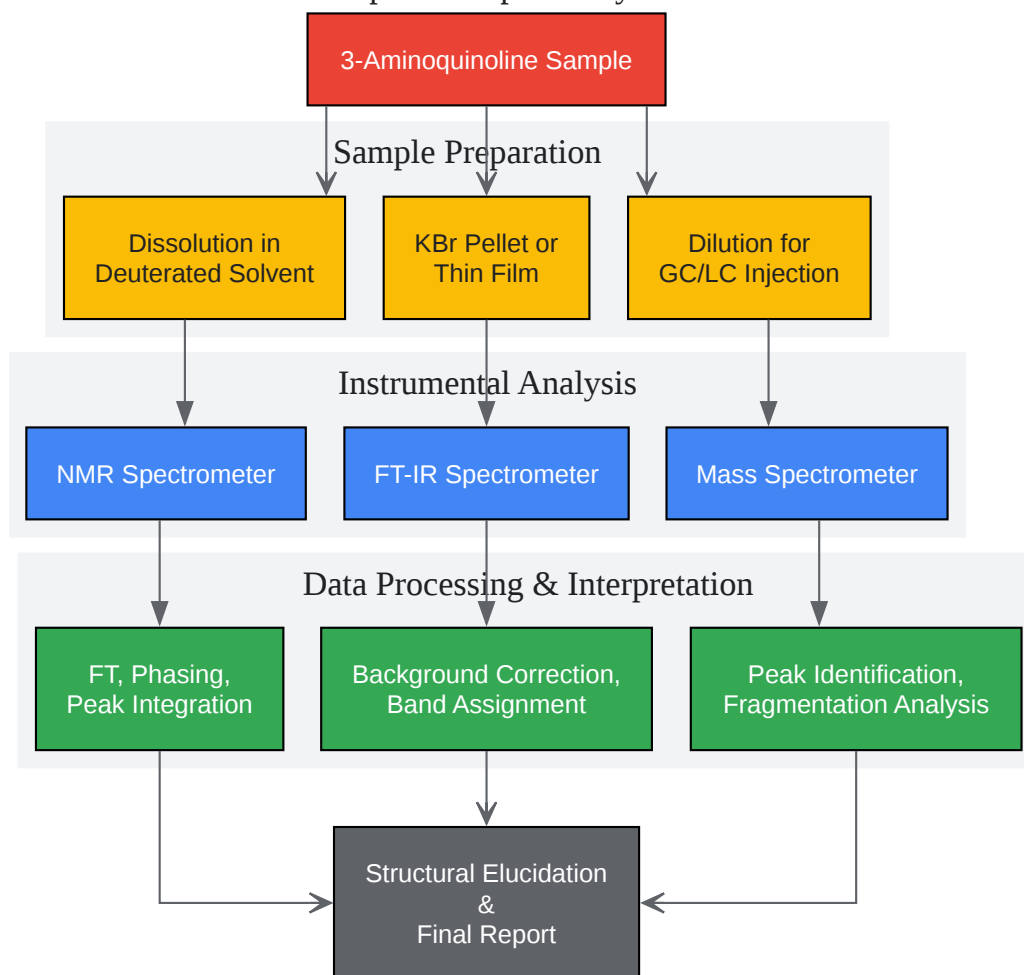 3-Aminoquinoline Sample
Sample Preparation
Dissolution in
Deuterated Solvent
KBr Pellet or
Thin Film
Dilution for
GC/LC Injection
Instrumental Analysis
NMR Spectrometer
FT-IR Spectrometer
Mass Spectrometer
Data Processing & Interpretation
FT, Phasing,
Peak Integration
Background Correction,
Band Assignment
Peak Identification,
Fragmentation Analysis
Structural Elucidation
&
Final Report